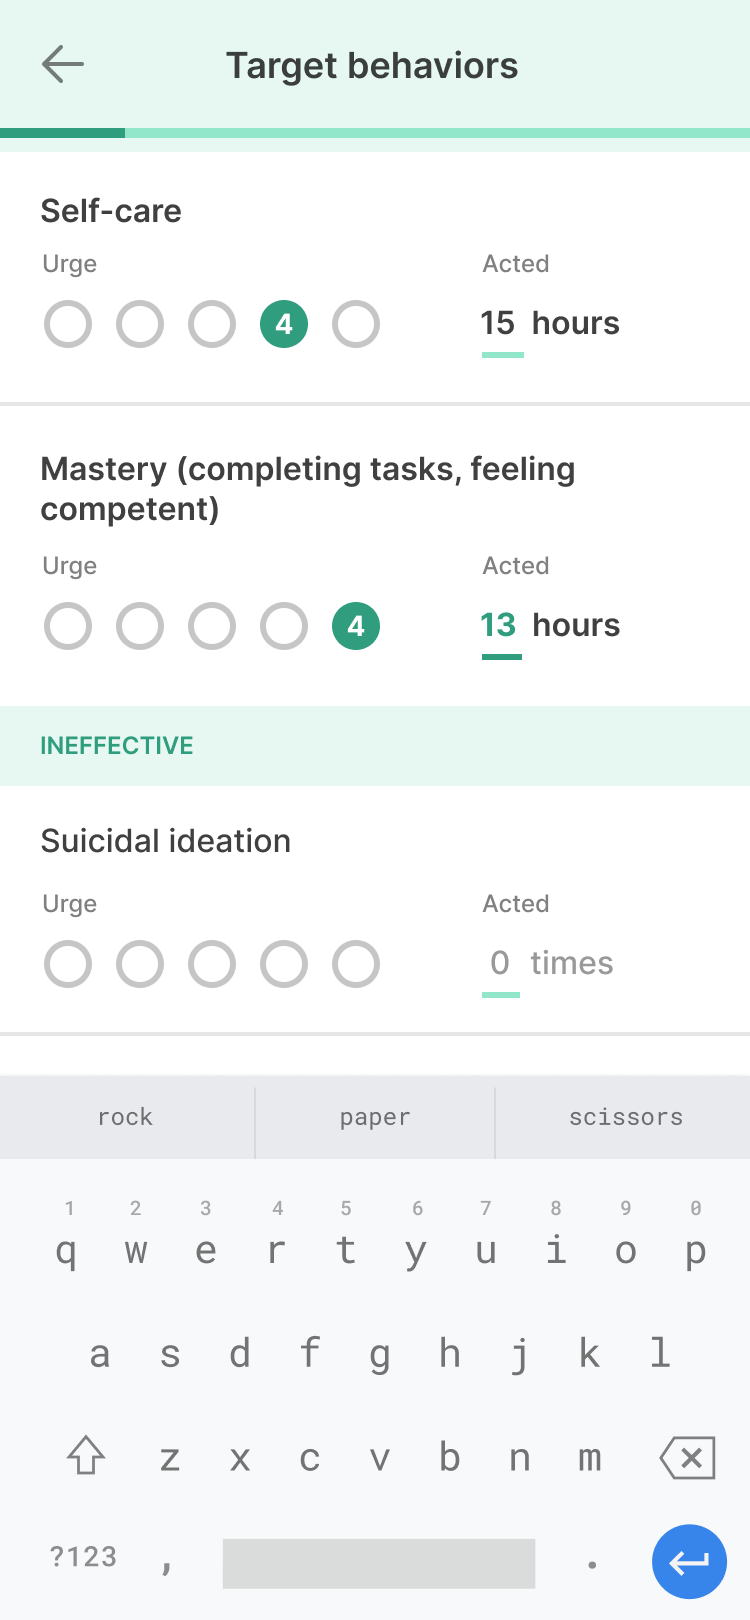 Target behaviors
Self-care
Urge Acted
4 15 hours
Mastery (completing tasks, feeling
competent)
Urge Acted
4 13 hours
INEFFECTIVE
Suicidal ideation
Urge Acted
0 times
rock paper scissors
1 2 3 4 5 6 7 8 9 0
q w e r t y u i o p
a s d f g h j k l
z x c v b n m
?123 , .